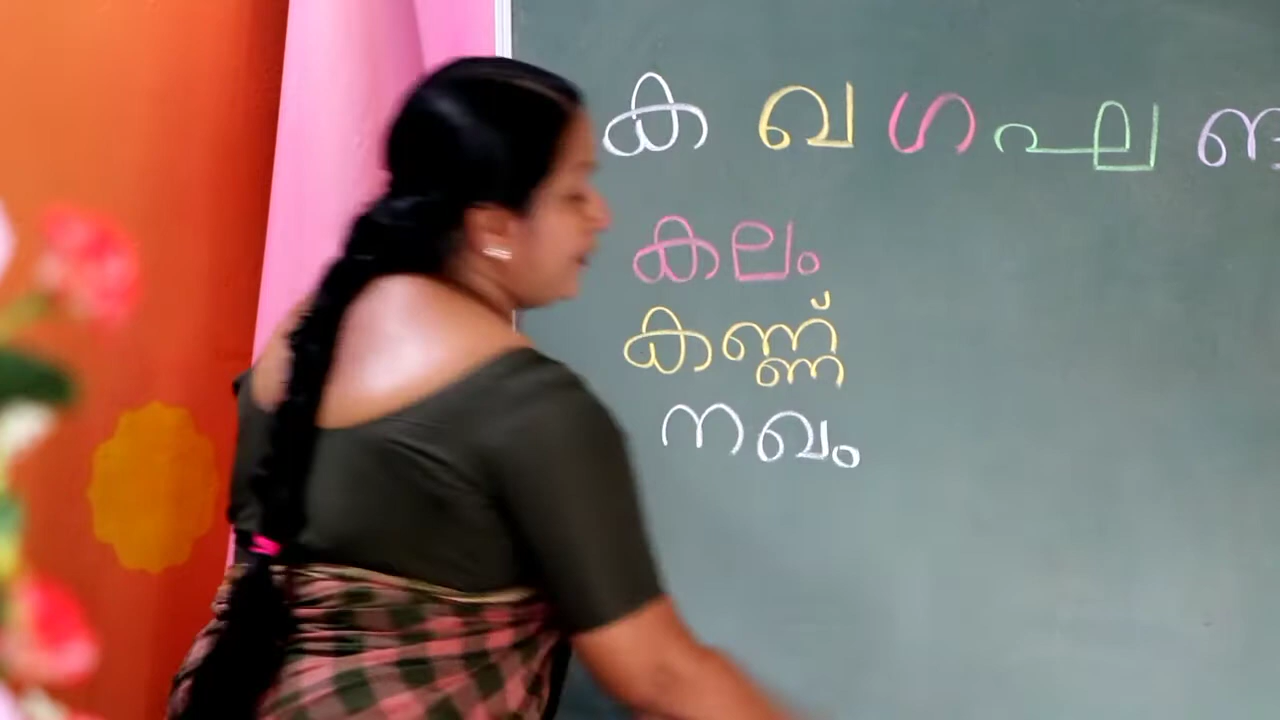 ക ഖ ഗ ഘ ങ
കലം
കണ്ണ്
നഖം